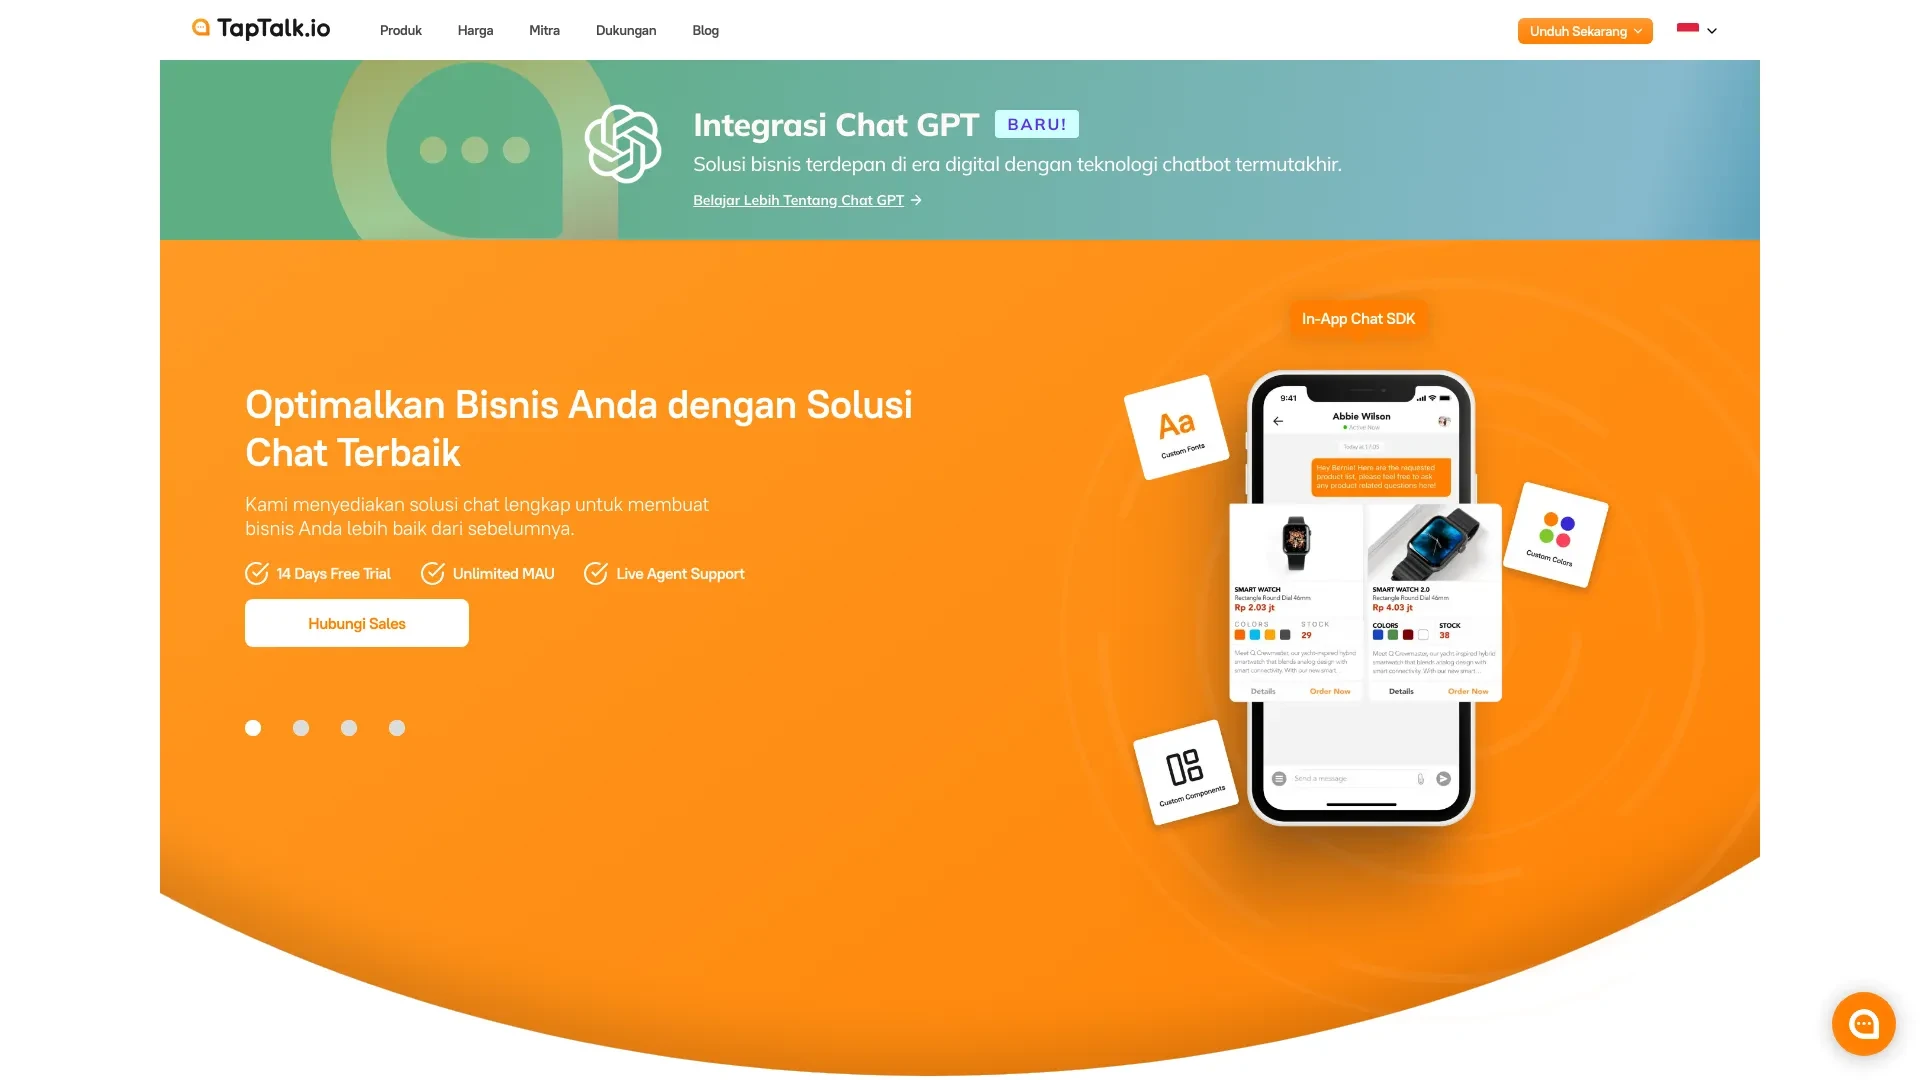 TapTalk.io
Produk
Harga
Mitra
Dukungan
Blog
Unduh Sekarang
Integrasi Chat GPT
BARU!
Solusi bisnis terdepan di era digital dengan teknologi chatbot termutakhir.
Belajar Lebih Tentang Chat GPT →
Optimalkan Bisnis Anda dengan Solusi
Chat Terbaik
Kami menyediakan solusi chat lengkap untuk membuat
bisnis Anda lebih baik dari sebelumnya.
14 Days Free Trial
Unlimited MAU
Live Agent Support
Hubungi Sales
In-App Chat SDK
Aa
Custom Fonts
9:41
Abbie Wilson
Active Now
Today at 17:05
Hey Bernie! Here are the requested
product list, please feel free to ask
any product related questions here!
Custom Colors
SMART WATCH
Rectangle Round Dial 46mm
Rp 2.03 jt
COLORS
STOCK
29
Meet Q Crewmaster, our yacht-inspired hybrid
smartwatch that blends analog design with
smart connectivity. With our new smart...
Details
Order Now
SMART WATCH 2.0
Rectangle Round Dial 46mm
Rp 4.03 jt
COLORS
STOCK
38
Meet Q Crewmaster, our yacht-inspired hybrid
smartwatch that blends analog design with
smart connectivity. With our new smart...
Details
Order Now
Custom Components
Send a message